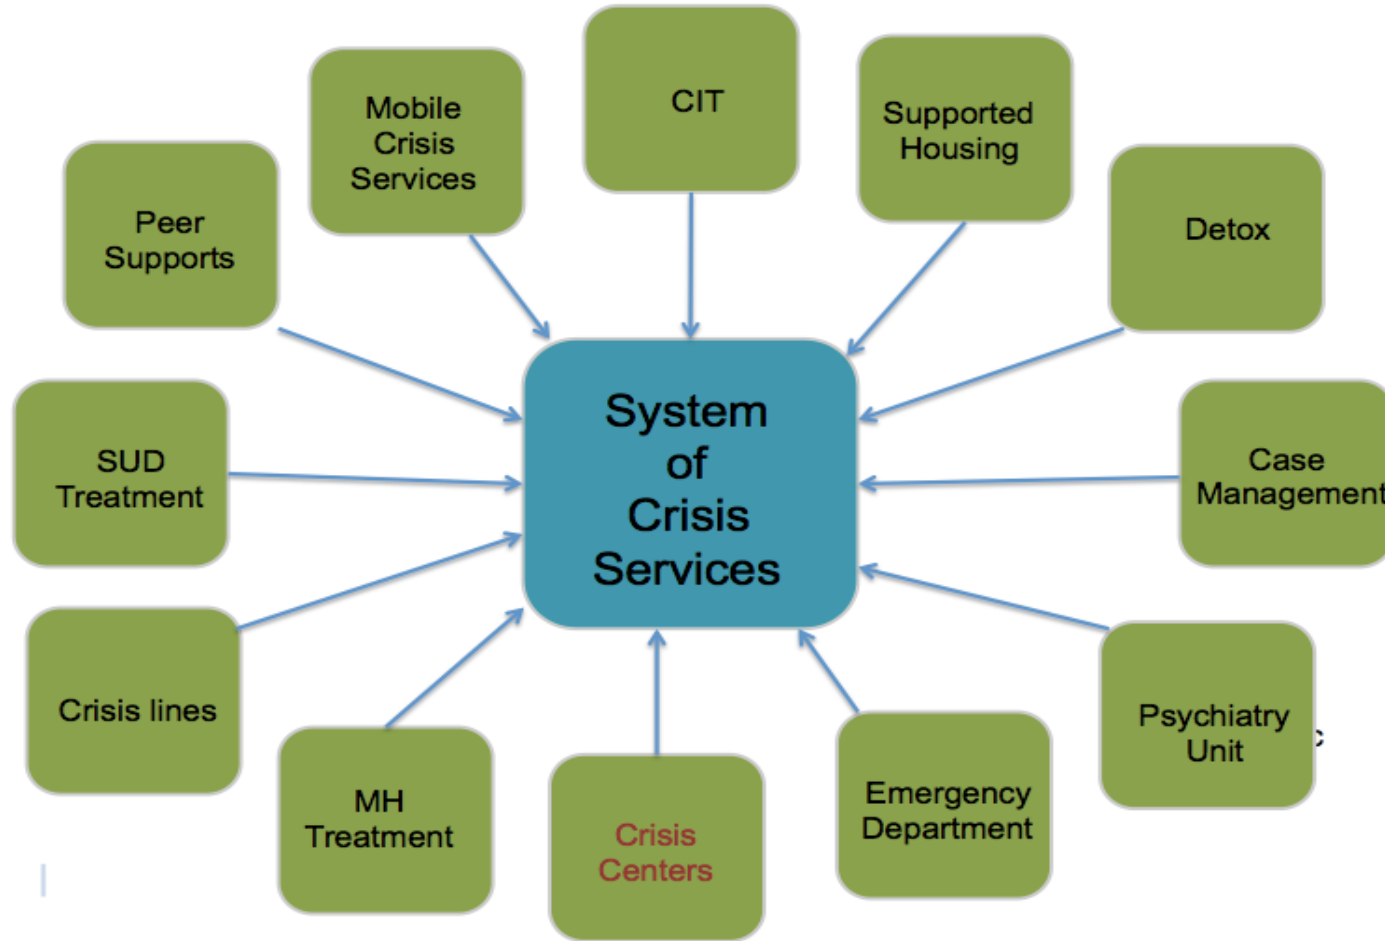 CIT
Mobile
Crisis
Services
Supported
Housing
Peer
Supports
Detox
System
of
Crisis
Services
SUD
Treatment
Case
Management
Crisis lines
Psychiatry
Unit
c
MH
Treatment
Crisis
Centers
Emergency
Department